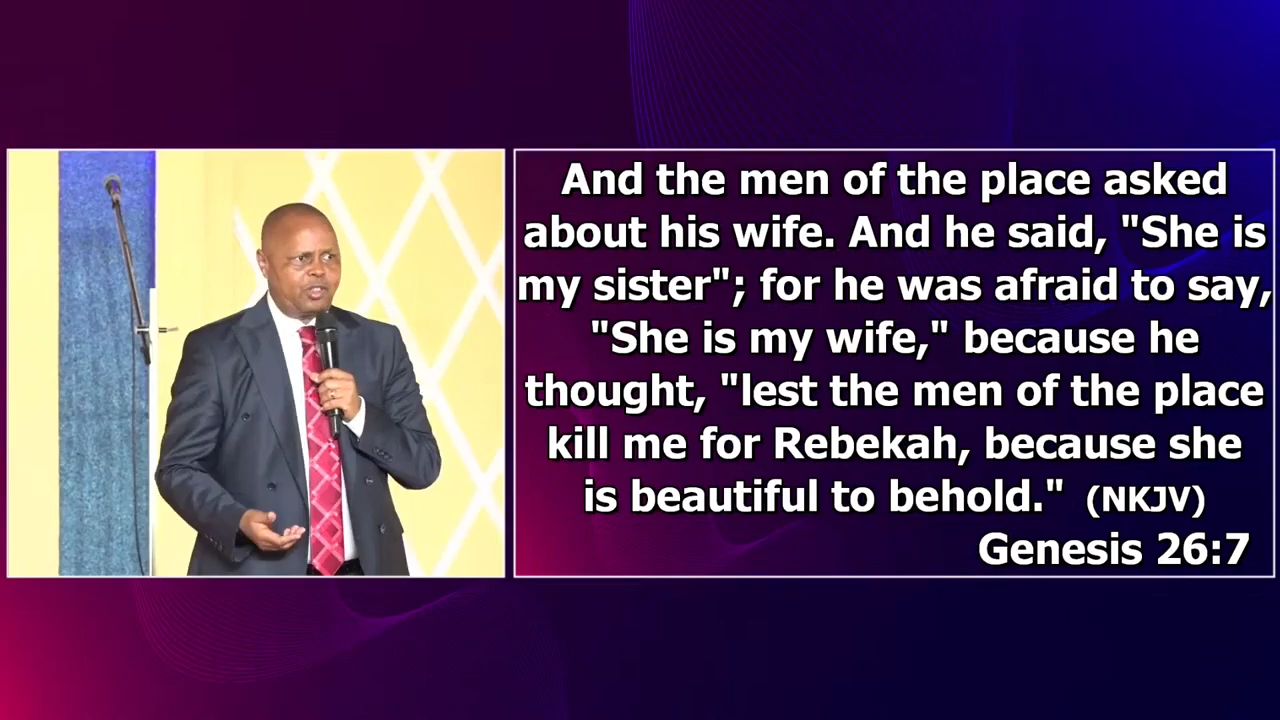 And the men of the place asked
about his wife. And he said, "She is
my sister"; for he was afraid to say,
"She is my wife," because he
thought, "lest the men of the place
kill me for Rebekah, because she
is beautiful to behold." (NKJV)
Genesis 26:7